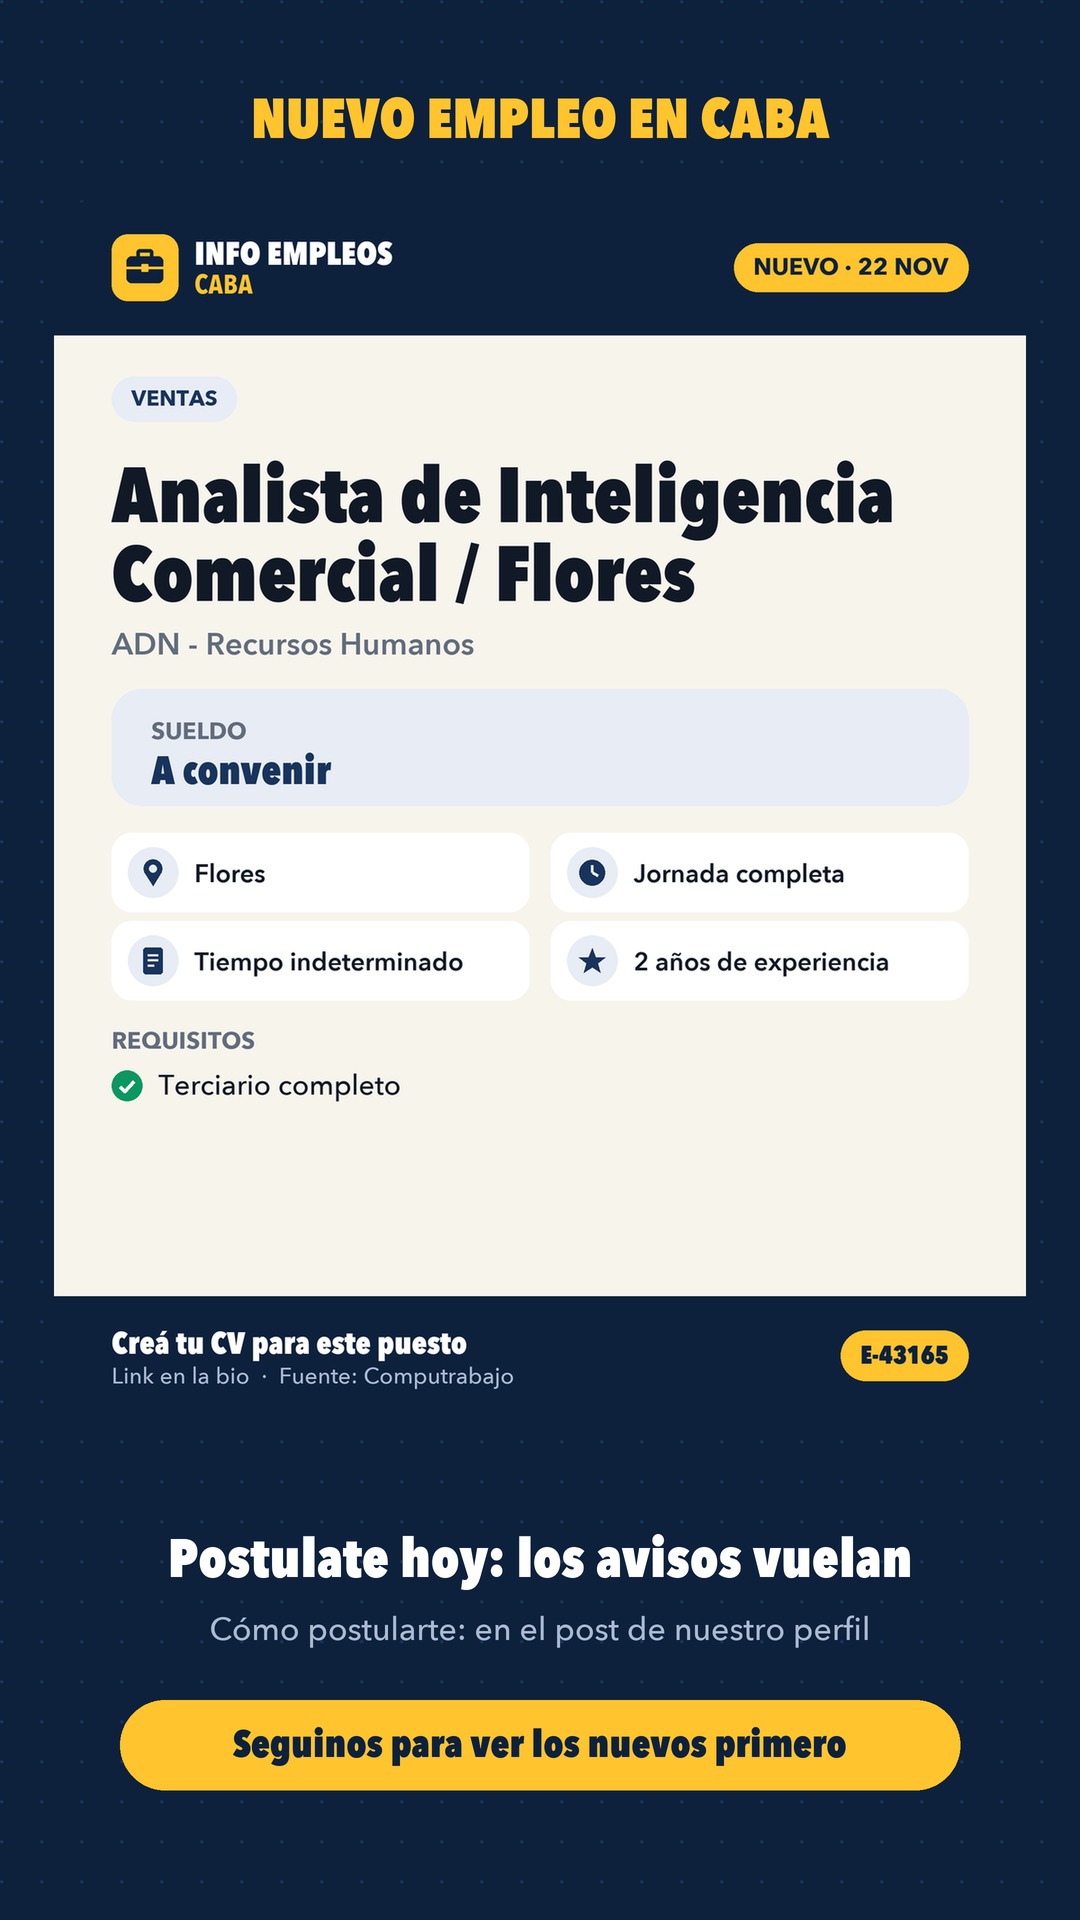 NUEVO EMPLEO EN CABA
INFO EMPLEOS
CABA
NUEVO · 22 NOV
VENTAS
Analista de Inteligencia
Comercial / Flores
ADN - Recursos Humanos
SUELDO
A convenir
Flores
Jornada completa
Tiempo indeterminado
2 años de experiencia
REQUISITOS
Terciario completo
Creá tu CV para este puesto
Link en la bio · Fuente: Computrabajo
E-43165
Postulate hoy: los avisos vuelan
Cómo postularte: en el post de nuestro perfil
Seguinos para ver los nuevos primero